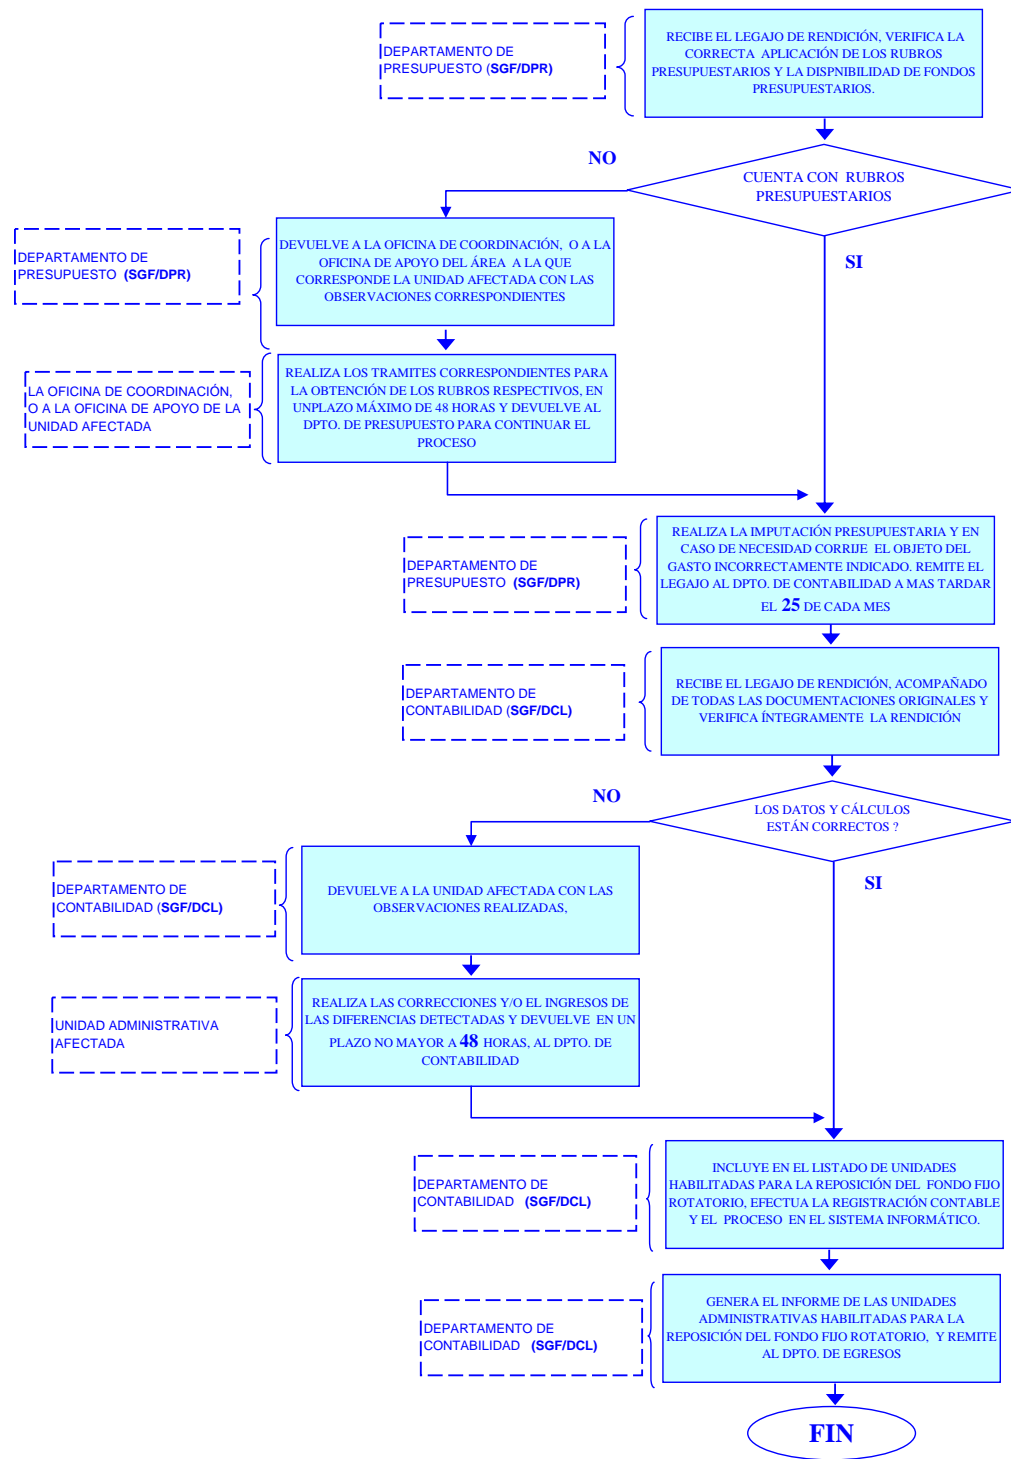 DEPARTAMENTO DE
PRESUPUESTO (SGF/DPR)
RECIBE EL LEGAJO DE RENDICIÓN, VERIFICA LA
CORRECTA APLICACIÓN DE LOS RUBROS
PRESUPUESTARIOS Y LA DISPNIBILIDAD DE FONDOS
PRESUPUESTARIOS.
CUENTA CON RUBROS
PRESUPUESTARIOS
NO
SI
DEPARTAMENTO DE
PRESUPUESTO (SGF/DPR)
DEVUELVE A LA OFICINA DE COORDINACIÓN, O A LA
OFICINA DE APOYO DEL ÁREA A LA QUE
CORRESPONDE LA UNIDAD AFECTADA CON LAS
OBSERVACIONES CORRESPONDIENTES
LA OFICINA DE COORDINACIÓN,
O A LA OFICINA DE APOYO DE LA
UNIDAD AFECTADA
REALIZA LOS TRAMITES CORRESPONDIENTES PARA
LA OBTENCIÓN DE LOS RUBROS RESPECTIVOS, EN
UNPLAZO MÁXIMO DE 48 HORAS Y DEVUELVE AL
DPTO. DE PRESUPUESTO PARA CONTINUAR EL
PROCESO
DEPARTAMENTO DE
PRESUPUESTO (SGF/DPR)
REALIZA LA IMPUTACIÓN PRESUPUESTARIA Y EN
CASO DE NECESIDAD CORRIJE EL OBJETO DEL
GASTO INCORRECTAMENTE INDICADO. REMITE EL
LEGAJO AL DPTO. DE CONTABILIDAD A MAS TARDAR
EL 25 DE CADA MES
DEPARTAMENTO DE
CONTABILIDAD (SGF/DCL)
RECIBE EL LEGAJO DE RENDICIÓN, ACOMPAÑADO
DE TODAS LAS DOCUMENTACIONES ORIGINALES Y
VERIFICA ÍNTEGRAMENTE LA RENDICIÓN
LOS DATOS Y CÁLCULOS
ESTÁN CORRECTOS ?
NO
SI
DEPARTAMENTO DE
CONTABILIDAD (SGF/DCL)
DEVUELVE A LA UNIDAD AFECTADA CON LAS
OBSERVACIONES REALIZADAS,
UNIDAD ADMINISTRATIVA
AFECTADA
REALIZA LAS CORRECCIONES Y/O EL INGRESOS DE
LAS DIFERENCIAS DETECTADAS Y DEVUELVE EN UN
PLAZO NO MAYOR A 48 HORAS, AL DPTO. DE
CONTABILIDAD
DEPARTAMENTO DE
CONTABILIDAD (SGF/DCL)
INCLUYE EN EL LISTADO DE UNIDADES
HABILITADAS PARA LA REPOSICIÓN DEL FONDO FIJO
ROTATORIO, EFECTUA LA REGISTRACIÓN CONTABLE
Y EL PROCESO EN EL SISTEMA INFORMÁTICO.
DEPARTAMENTO DE
CONTABILIDAD (SGF/DCL)
GENERA EL INFORME DE LAS UNIDADES
ADMINISTRATIVAS HABILITADAS PARA LA
REPOSICIÓN DEL FONDO FIJO ROTATORIO, Y REMITE
AL DPTO. DE EGRESOS
FIN